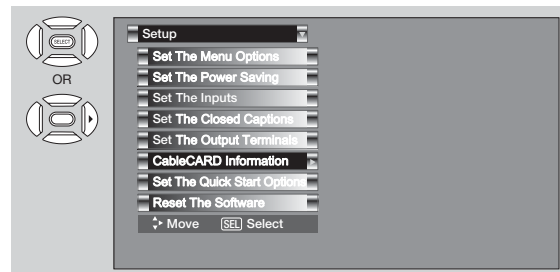 SELECT
OR
Setup
Set The Menu Options
Set The Power Saving
Set The Inputs
Set The Closed Captions
Set The Output Terminals
CableCARD Information
Set The Quick Start Options
Reset The Software
Move SEL Select